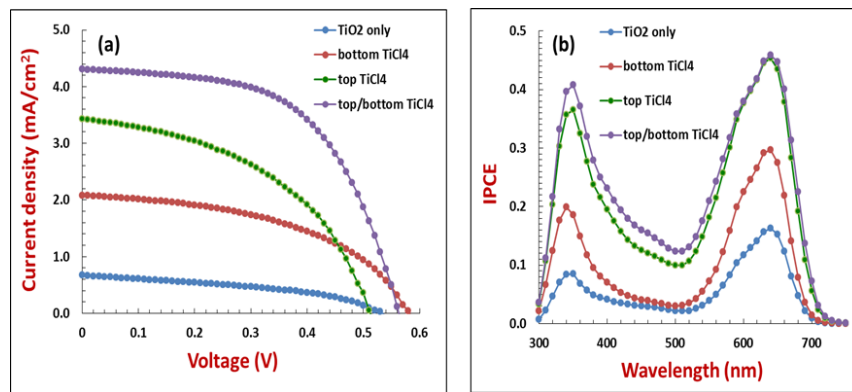 (a)
TiO2 only
bottom TiCl4
top TiCl4
top/bottom TiCl4
Current density (mA/cm²)
5.0
4.0
3.0
2.0
1.0
0.0
0 0.1 0.2 0.3 0.4 0.5 0.6
Voltage (V)
(b)
TiO2 only
bottom TiCl4
top TiCl4
top/bottom TiCl4
IPCE
0.5
0.4
0.3
0.2
0.1
0.0
300 400 500 600 700
Wavelength (nm)